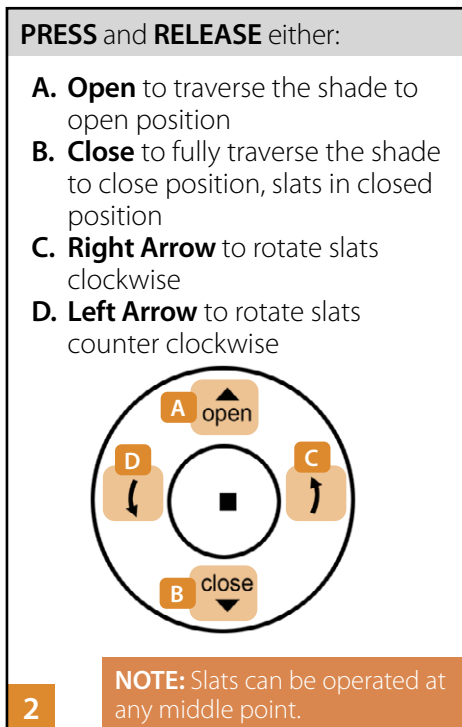 PRESS and RELEASE either:
A. Open to traverse the shade to
open position
B. Close to fully traverse the shade
to close position, slats in closed
position
C. Right Arrow to rotate slats
clockwise
D. Left Arrow to rotate slats
counter clockwise
A open
D
C
B close
NOTE: Slats can be operated at
any middle point.
2